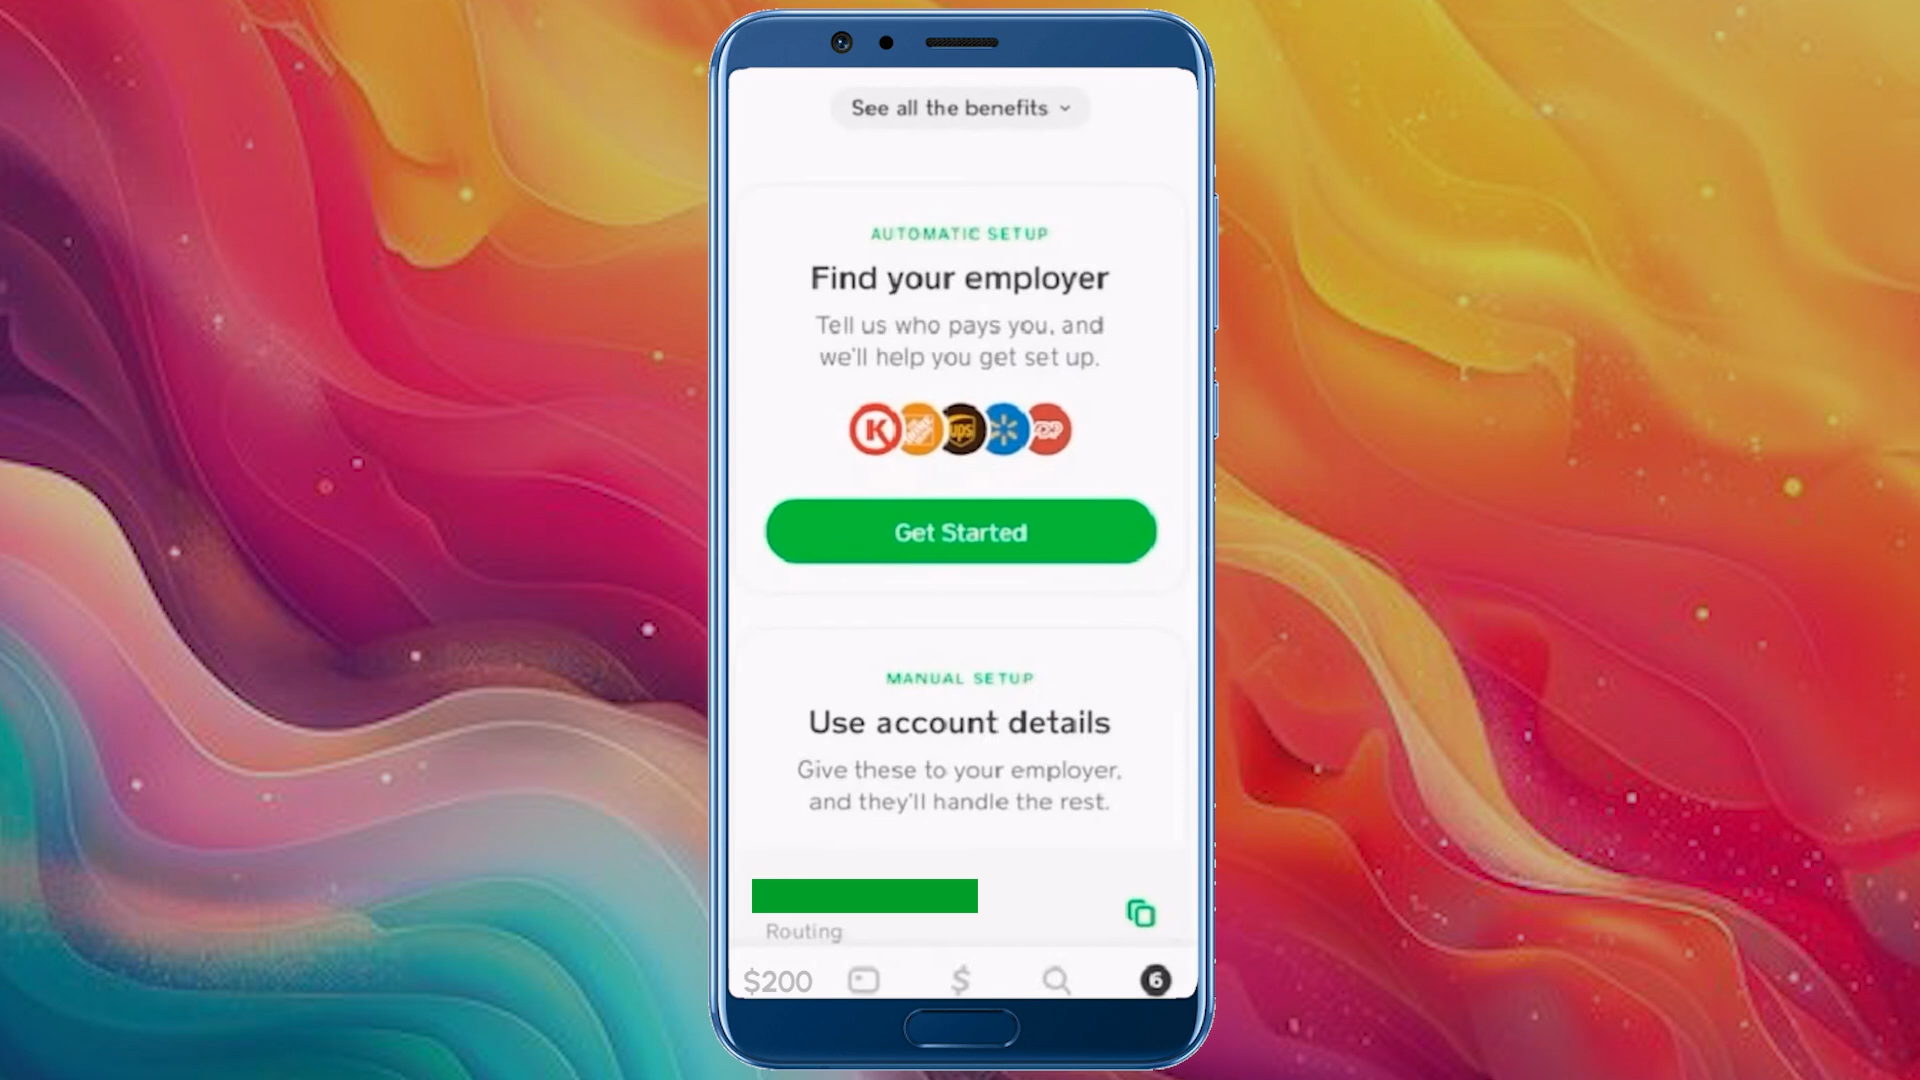 See all the benefits
AUTOMATIC SETUP
Find your employer
Tell us who pays you, and
we'll help you get set up.
K
ups
ADP
Get Started
MANUAL SETUP
Use account details
Give these to your employer,
and they'll handle the rest.
Routing
$200
$
6